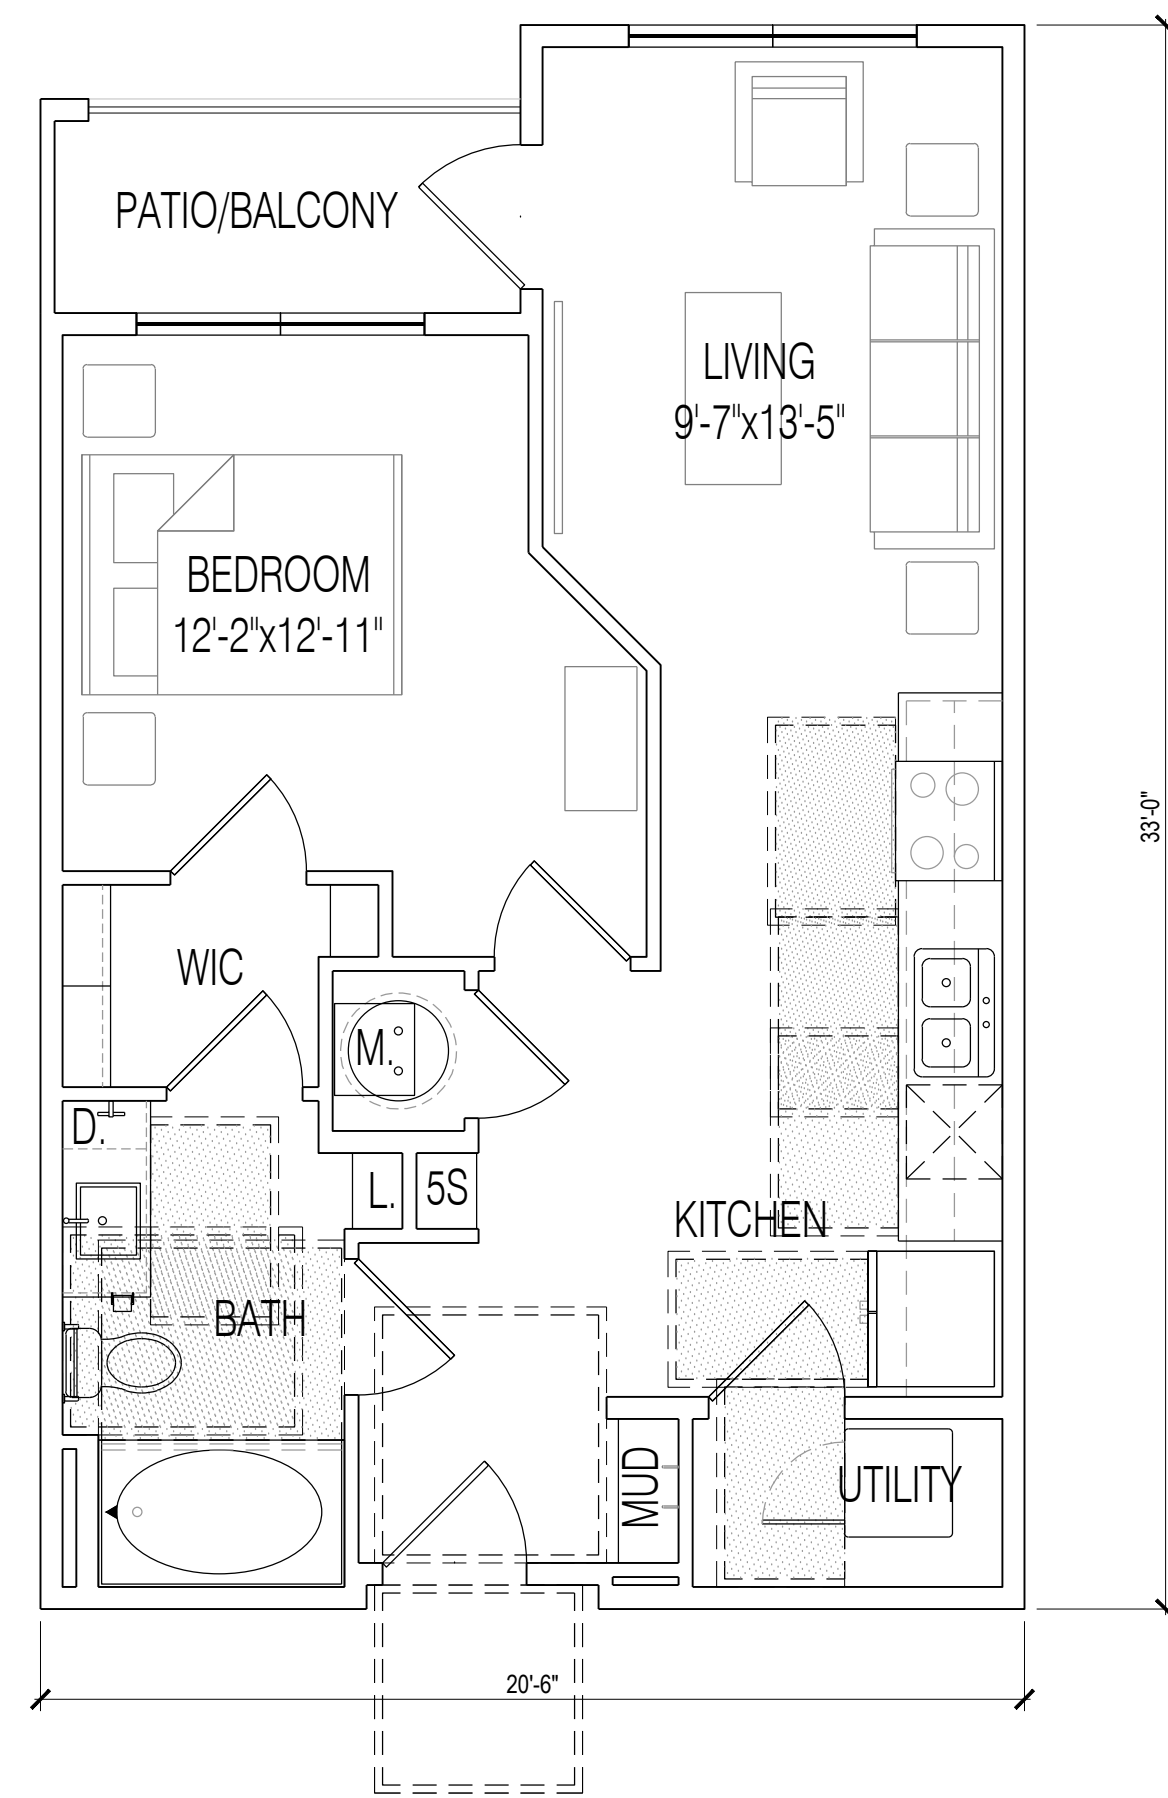 PATIO/BALCONY
LIVING
9'-7"x13'-5"
BEDROOM
12'-2"x12'-11"
33'-0"
WIC
M.
D.
L.
5S
KITCHEN
BATH
MUD
UTILITY
20'-6"